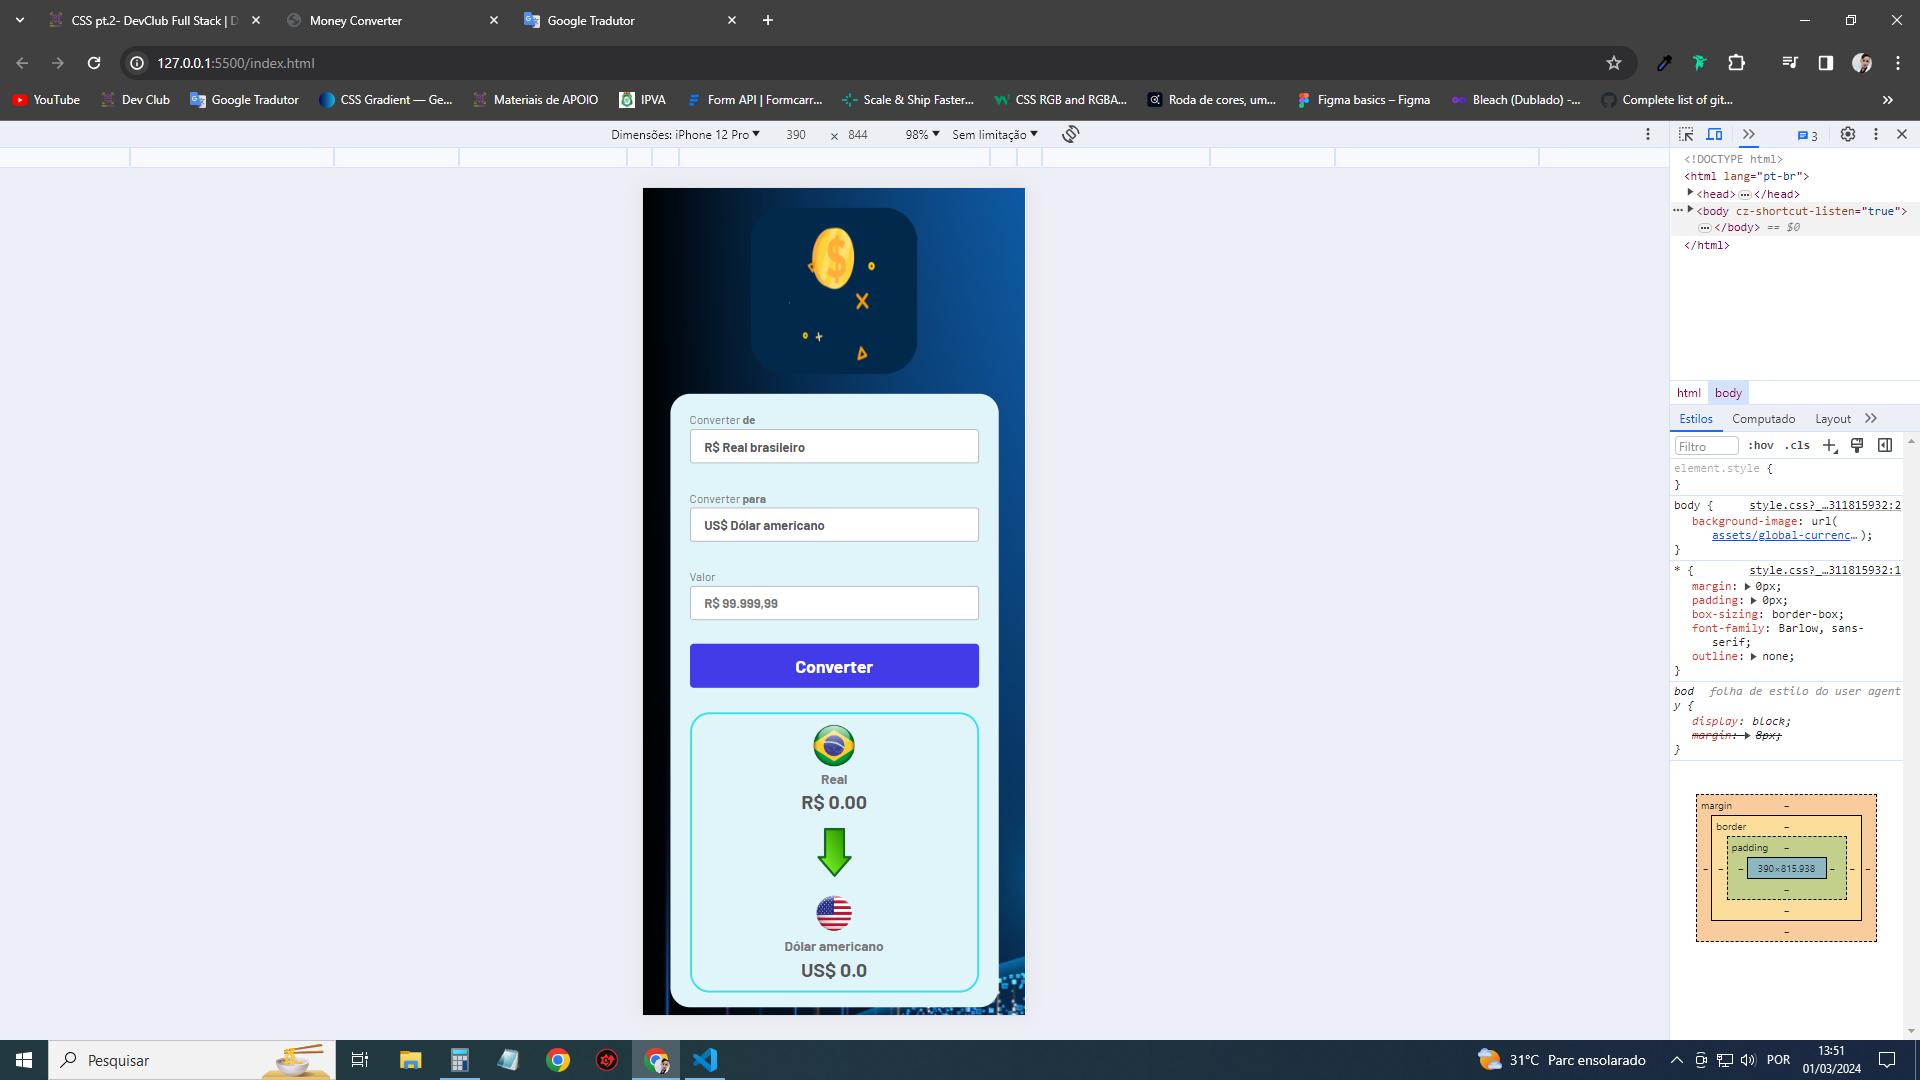 CSS pt.2- DevClub Full Stack | D
Money Converter
Google Tradutor
127.0.0.1:5500/index.html
YouTube
Dev Club
Google Tradutor
CSS Gradient — Ge...
Materiais de APOIO
IPVA
Form API | Formcarr...
Scale & Ship Faster...
CSS RGB and RGBA...
Roda de cores, um...
Figma basics – Figma
Bleach (Dublado) -...
Complete list of git...
Dimensões: iPhone 12 Pro
390
×
844
98%
Sem limitação
3
<!DOCTYPE html>
<html lang="pt-br">
<head> ... </head>
<body cz-shortcut-listen="true">
... </body> == $0
</html>
html
body
Estilos
Computado
Layout
Filtro
:hov
.cls
element.style {
}
body {
style.css?_…311815932:2
background-image: url(
assets/global-currenc… );
}
* {
style.css?_…311815932:1
margin: 0px;
padding: 0px;
box-sizing: border-box;
font-family: Barlow, sans-
serif;
outline: none;
}
bod
folha de estilo do user agent
y {
display: block;
margin: 8px;
}
margin
–
border
–
padding
–
– – – 390×815.938 – – –
–
–
–
Converter de
R$ Real brasileiro
Converter para
US$ Dólar americano
Valor
R$ 99.999,99
Converter
Real
R$ 0.00
Dólar americano
US$ 0.0
Pesquisar
31°C Parc ensolarado
POR
13:51
01/03/2024